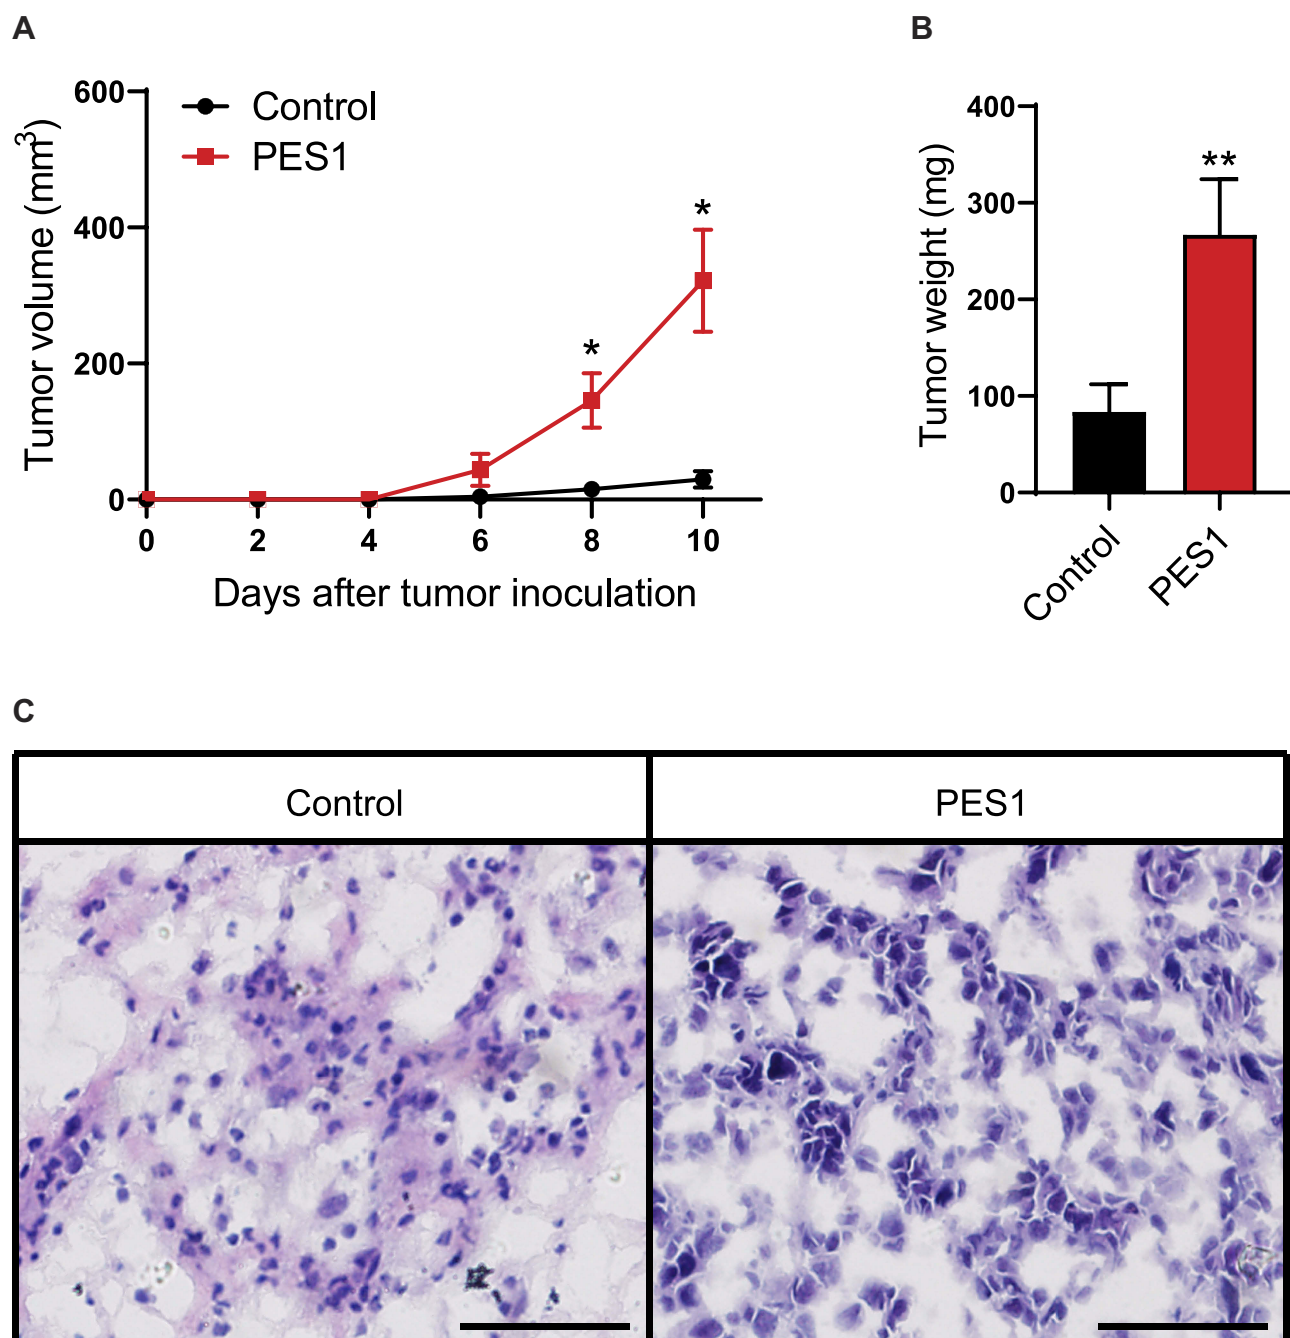 A
Tumor volume (mm³)
600
400
200
0
Control
PES1
*
*
0 2 4 6 8 10
Days after tumor inoculation
B
Tumor weight (mg)
400
300
200
100
0
**
Control
PES1
C
Control PES1